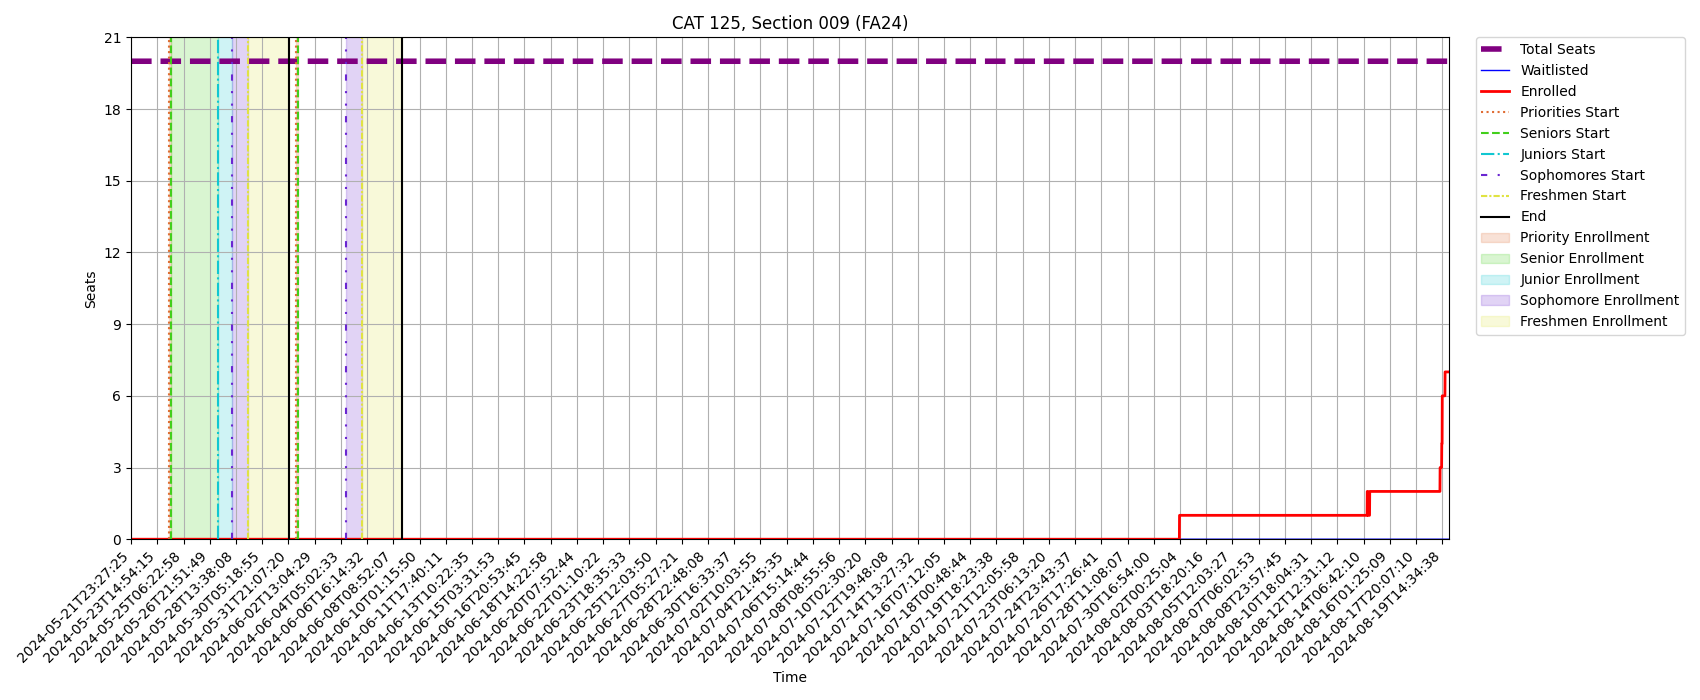 CAT 125, Section 009 (FA24)
21
18
15
12
9
6
3
0
Seats
2024-05-21T23:27:25
2024-05-23T14:54:15
2024-05-25T06:22:58
2024-05-26T21:51:49
2024-05-28T13:38:08
2024-05-30T05:18:55
2024-05-31T21:07:20
2024-06-02T13:04:29
2024-06-04T05:02:33
2024-06-06T16:14:32
2024-06-08T08:52:07
2024-06-10T01:15:50
2024-06-11T17:40:11
2024-06-13T10:22:35
2024-06-15T03:31:53
2024-06-16T20:53:45
2024-06-18T14:22:58
2024-06-20T07:52:44
2024-06-22T01:10:22
2024-06-23T18:35:33
2024-06-25T12:03:50
2024-06-27T05:27:21
2024-06-28T22:48:08
2024-06-30T16:33:37
2024-07-02T10:03:55
2024-07-04T21:45:35
2024-07-06T15:14:44
2024-07-08T08:55:56
2024-07-10T02:30:20
2024-07-12T19:48:08
2024-07-14T13:27:32
2024-07-16T07:12:05
2024-07-18T00:48:44
2024-07-19T18:23:38
2024-07-21T12:05:58
2024-07-23T06:13:20
2024-07-24T23:43:37
2024-07-26T17:26:41
2024-07-28T11:08:07
2024-07-30T16:54:00
2024-08-02T00:25:04
2024-08-03T18:20:16
2024-08-05T12:03:27
2024-08-07T06:02:53
2024-08-08T23:57:45
2024-08-10T18:04:31
2024-08-12T12:31:12
2024-08-14T06:42:10
2024-08-16T01:25:09
2024-08-17T20:07:10
2024-08-19T14:34:38
Time
Total Seats
Waitlisted
Enrolled
Priorities Start
Seniors Start
Juniors Start
Sophomores Start
Freshmen Start
End
Priority Enrollment
Senior Enrollment
Junior Enrollment
Sophomore Enrollment
Freshmen Enrollment